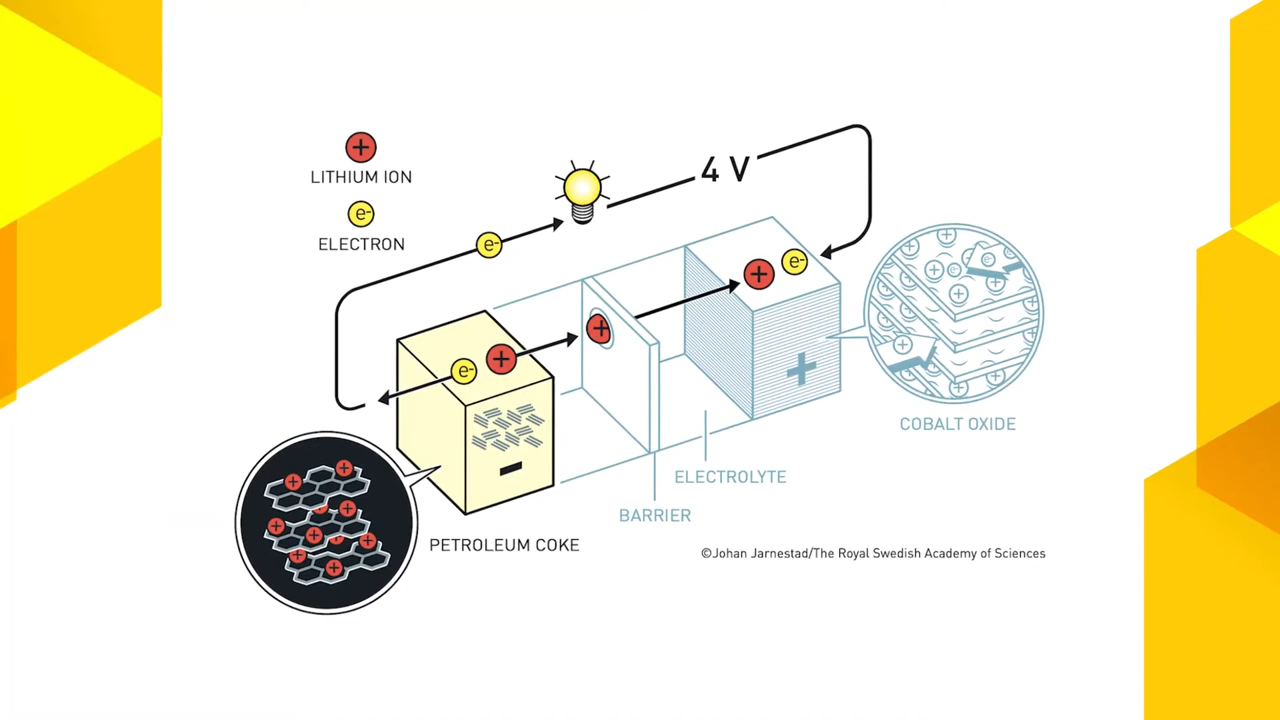 +
LITHIUM ION
e-
ELECTRON
4 V
e-
e-
+
+
+
e-
+
-
COBALT OXIDE
ELECTROLYTE
BARRIER
PETROLEUM COKE
©Johan Jarnestad/The Royal Swedish Academy of Sciences